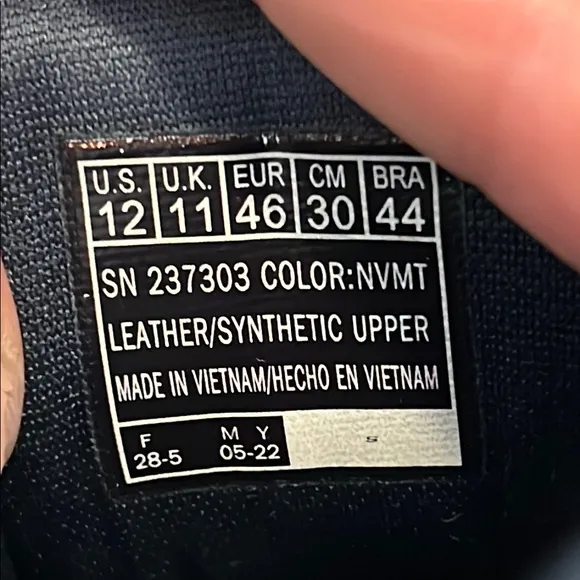 U.S. U.K. EUR CM BRA
12 11 46 30 44
SN 237303 COLOR:NVMT
LEATHER/SYNTHETIC UPPER
MADE IN VIETNAM/HECHO EN VIETNAM
F M Y
28-5 05-22